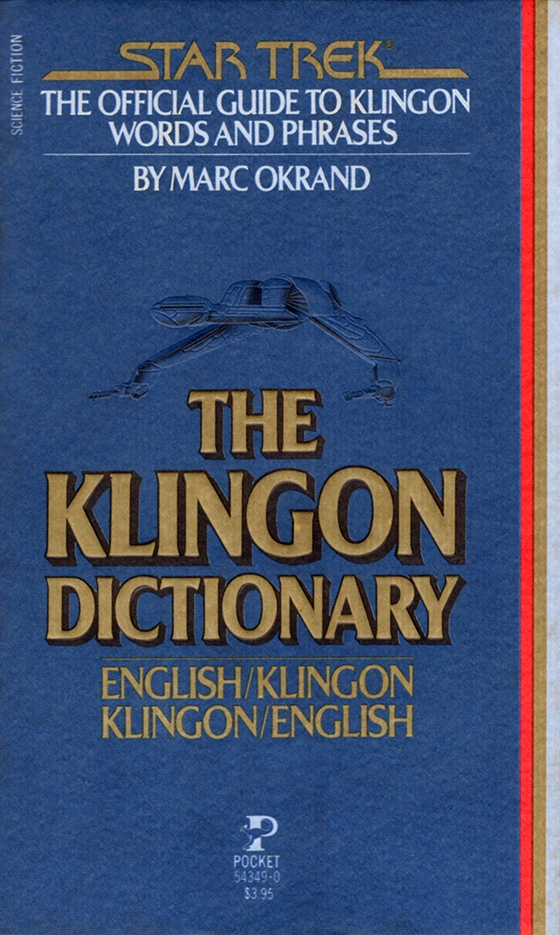 SCIENCE FICTION
STAR TREK®
THE OFFICIAL GUIDE TO KLINGON
WORDS AND PHRASES
BY MARC OKRAND
THE
KLINGON
DICTIONARY
ENGLISH/KLINGON
KLINGON/ENGLISH
P
POCKET
54349-0
$3.95